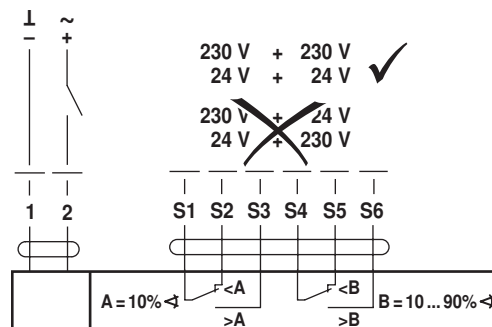 ⊥ ~
− +
230 V + 230 V
24 V + 24 V
230 V + 24 V
24 V + 230 V
1 2 S1 S2 S3 S4 S5 S6
<A <B
A = 10% ∢ B = 10 ... 90% ∢
>A >B